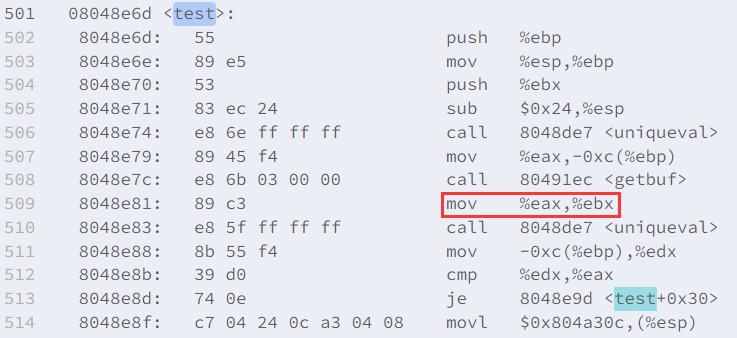 501 08048e6d <test>:
502 8048e6d: 55 push %ebp
503 8048e6e: 89 e5 mov %esp,%ebp
504 8048e70: 53 push %ebx
505 8048e71: 83 ec 24 sub $0x24,%esp
506 8048e74: e8 6e ff ff ff call 8048de7 <uniqueval>
507 8048e79: 89 45 f4 mov %eax,-0xc(%ebp)
508 8048e7c: e8 6b 03 00 00 call 80491ec <getbuf>
509 8048e81: 89 c3 mov %eax,%ebx
510 8048e83: e8 5f ff ff ff call 8048de7 <uniqueval>
511 8048e88: 8b 55 f4 mov -0xc(%ebp),%edx
512 8048e8b: 39 d0 cmp %edx,%eax
513 8048e8d: 74 0e je 8048e9d <test+0x30>
514 8048e8f: c7 04 24 0c a3 04 08 movl $0x804a30c,(%esp)